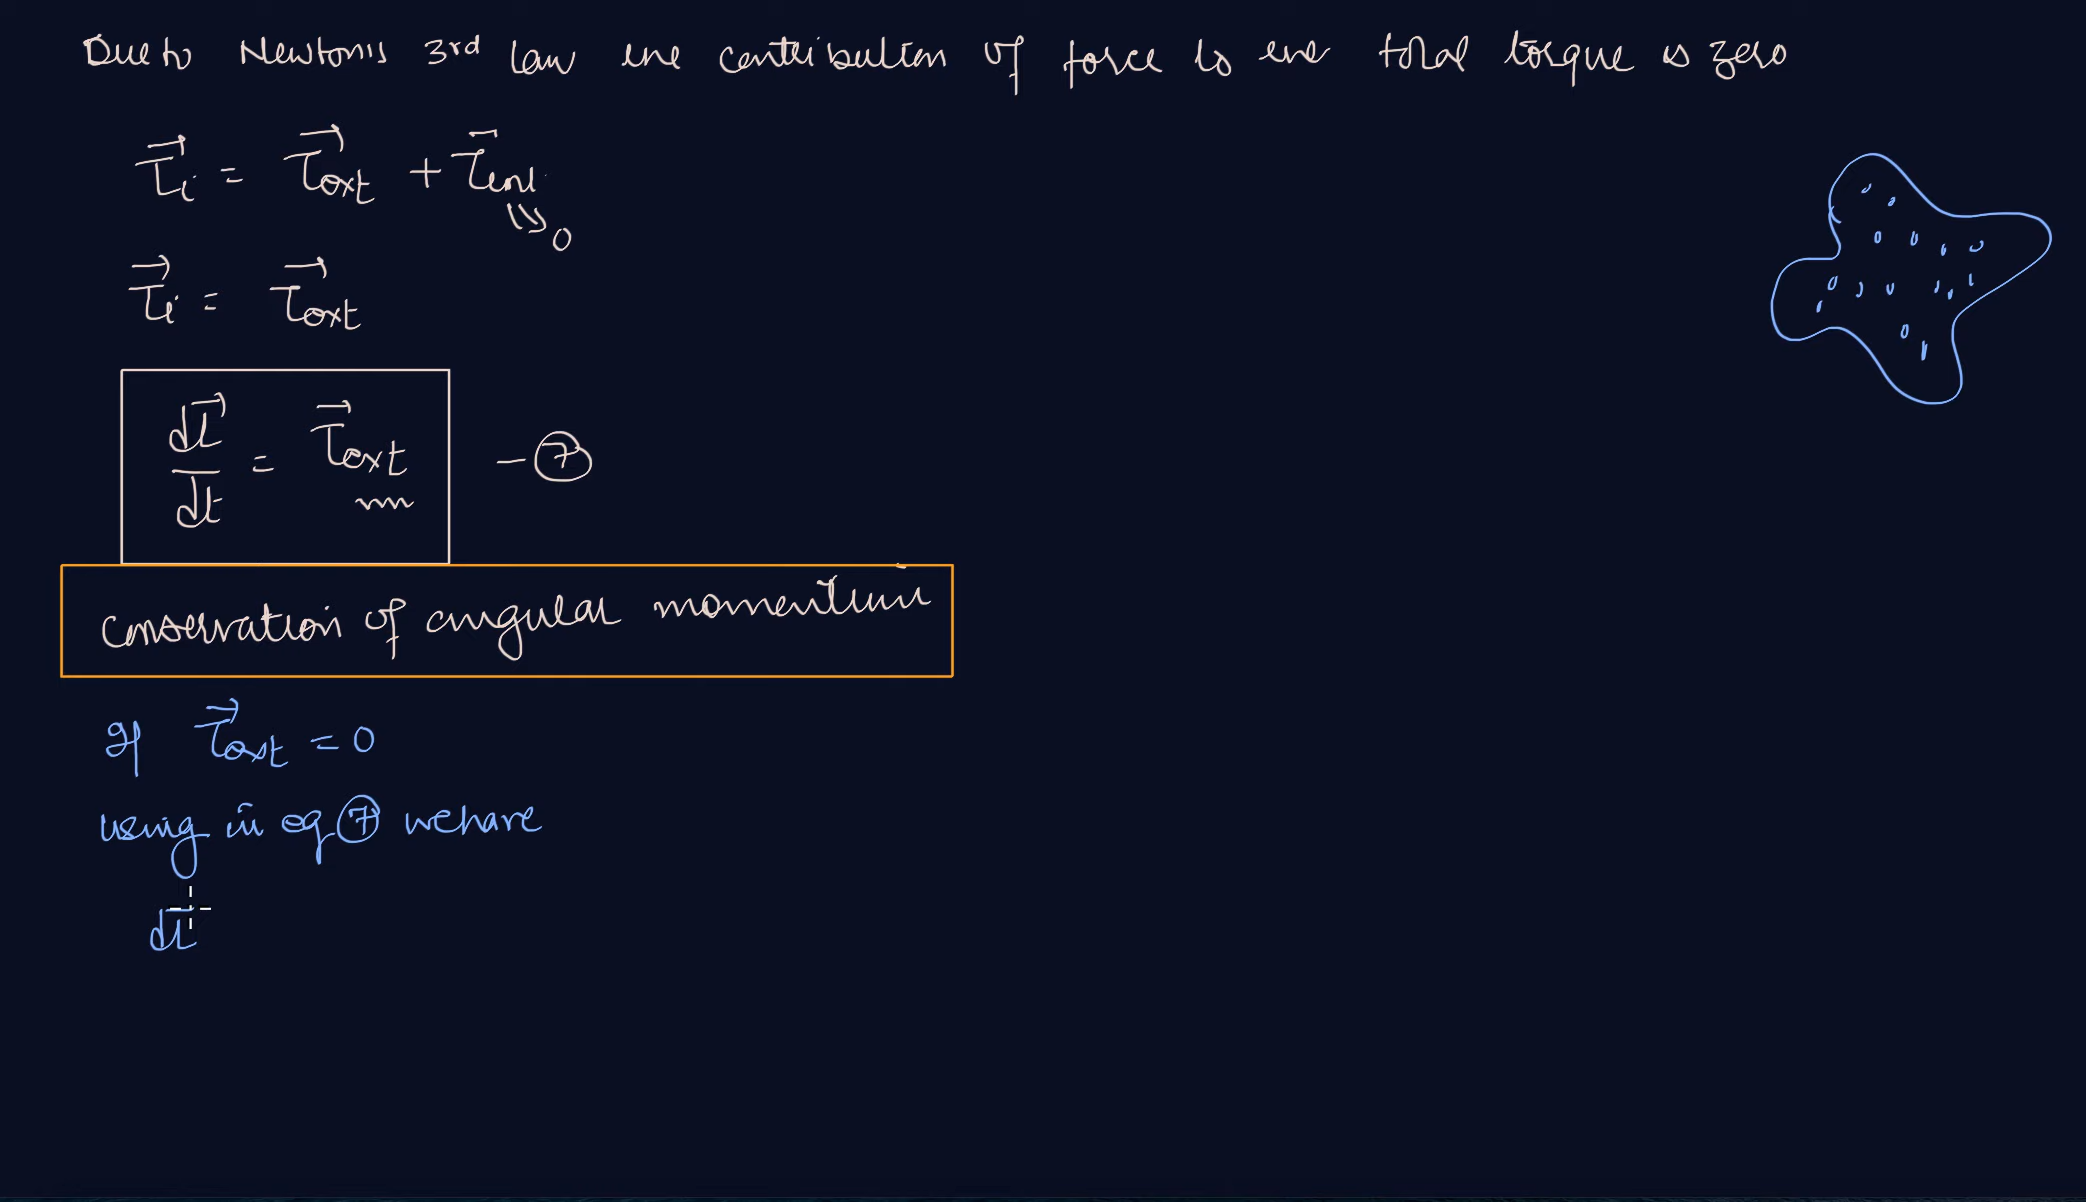 Due to Newton's 3rd law the contribution of force to the total torque is zero
τ⃗i = τ⃗ext + τ⃗int
⇒ 0
τ⃗i = τ⃗ext
dL⃗/dt = τ⃗ext - ⑦
conservation of angular momentum
If τ⃗ext = 0
using in eq ⑦ we have
dL⃗